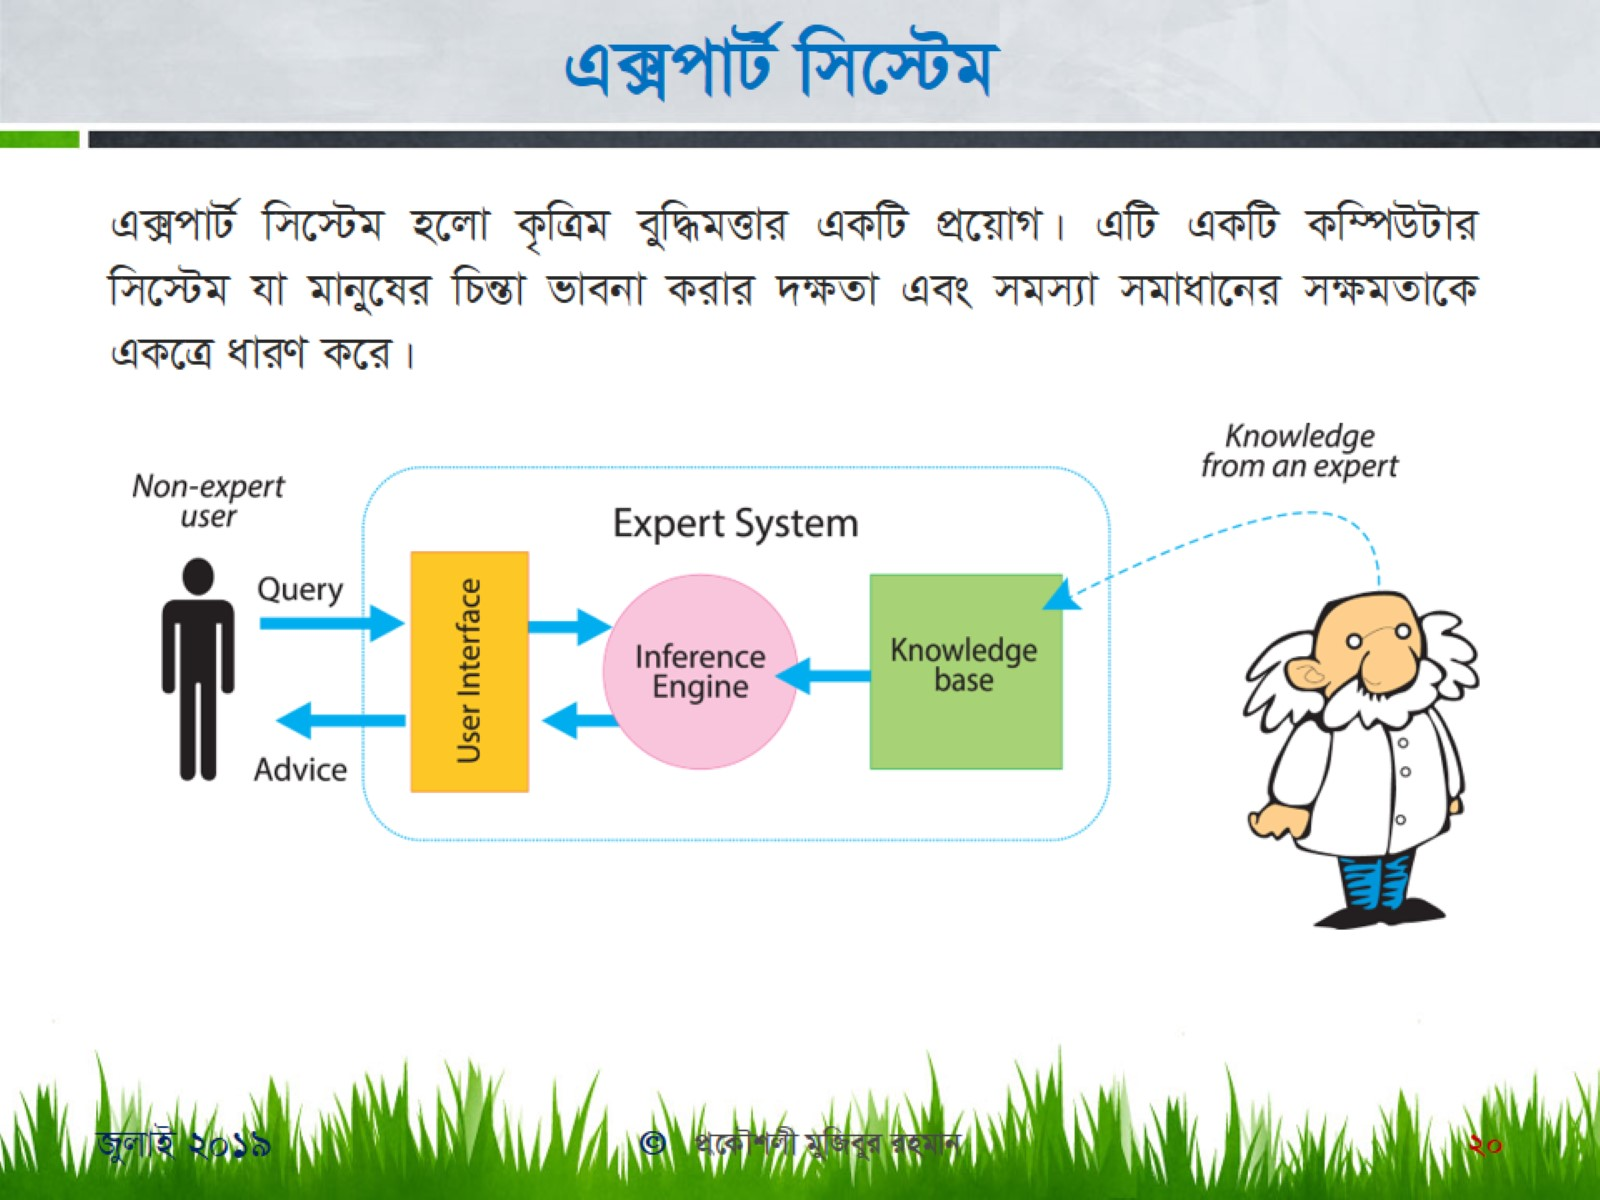 এক্সপার্ট সিস্টেম
এক্সপার্ট সিস্টেম হলো কৃত্রিম বুদ্ধিমত্তার একটি প্রয়োগ। এটি একটি কম্পিউটার
সিস্টেম যা মানুষের চিন্তা ভাবনা করার দক্ষতা এবং সমস্যা সমাধানের সক্ষমতাকে
একত্রে ধারণ করে।
Knowledge
from an expert
Non-expert
user
Expert System
Query
User Interface
Inference
Engine
Knowledge
base
Advice
জুলাই ২০১৯
© প্রকৌশলী মুজিবুর রহমান
২০